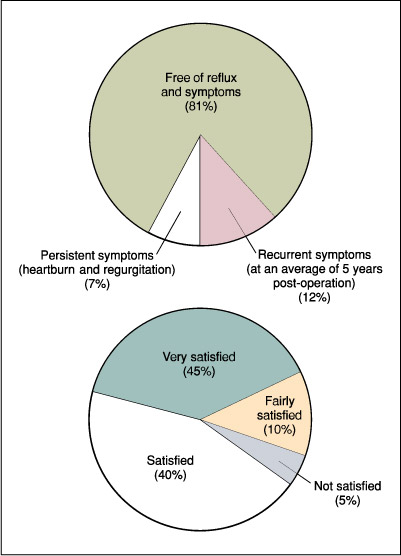 Free of reflux
and symptoms
(81%)
Persistent symptoms
(heartburn and regurgitation)
(7%)
Recurrent symptoms
(at an average of 5 years
post-operation)
(12%)
Very satisfied
(45%)
Fairly
satisfied
(10%)
Satisfied
(40%)
Not satisfied
(5%)